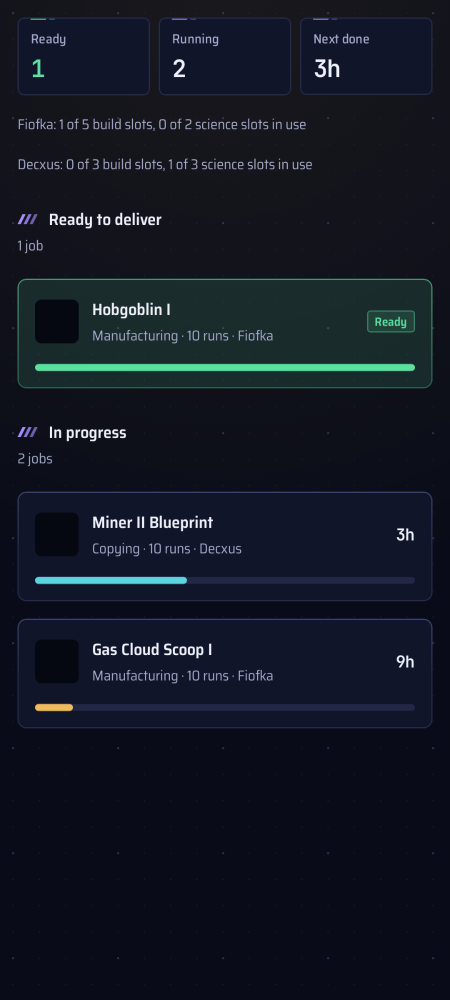 Ready
1
Running
2
Next done
3h
Fiofka: 1 of 5 build slots, 0 of 2 science slots in use
Decxus: 0 of 3 build slots, 1 of 3 science slots in use
Ready to deliver
1 job
Hobgoblin I
Manufacturing · 10 runs · Fiofka
Ready
In progress
2 jobs
Miner II Blueprint
Copying · 10 runs · Decxus
3h
Gas Cloud Scoop I
Manufacturing · 10 runs · Fiofka
9h